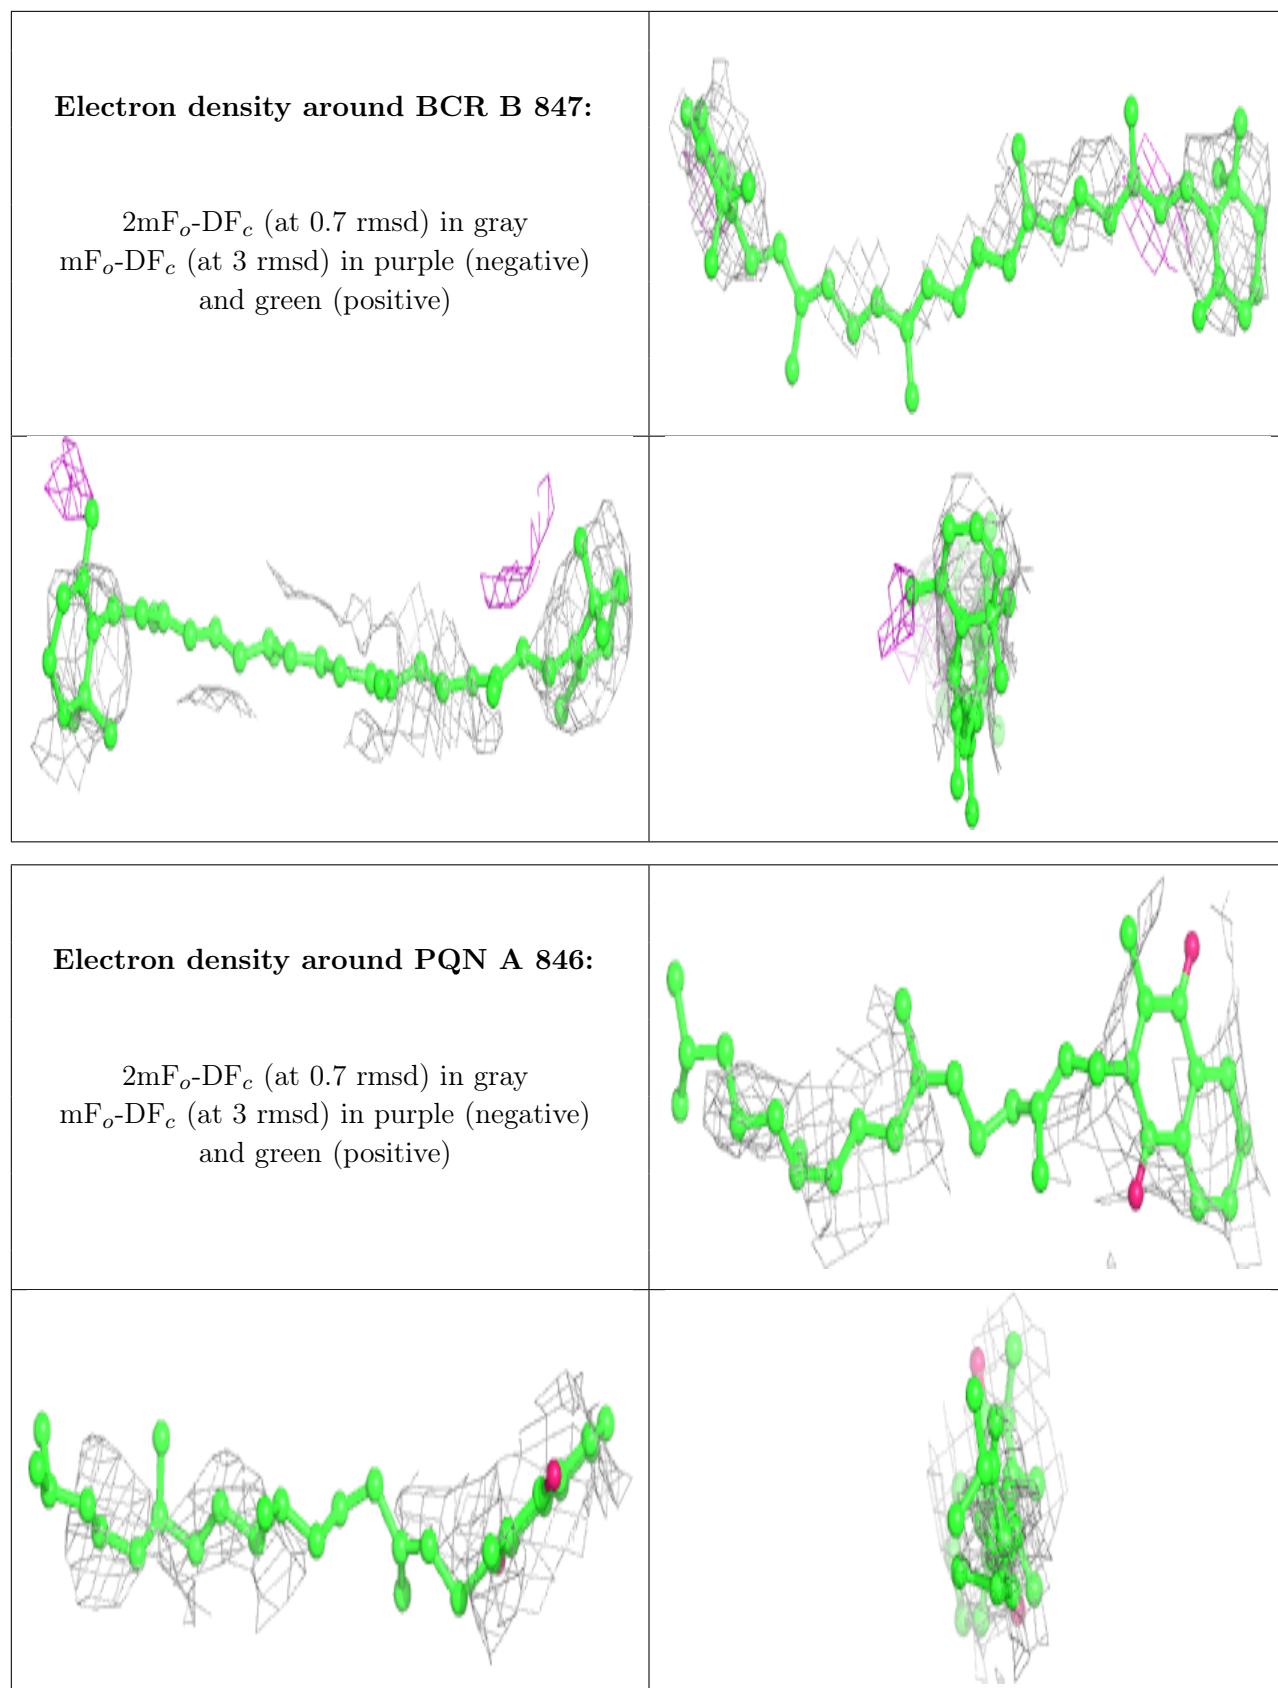 Electron density around BCR B 847:
2mFo-DFc (at 0.7 rmsd) in gray
mFo-DFc (at 3 rmsd) in purple (negative)
and green (positive)
Electron density around PQN A 846:
2mFo-DFc (at 0.7 rmsd) in gray
mFo-DFc (at 3 rmsd) in purple (negative)
and green (positive)